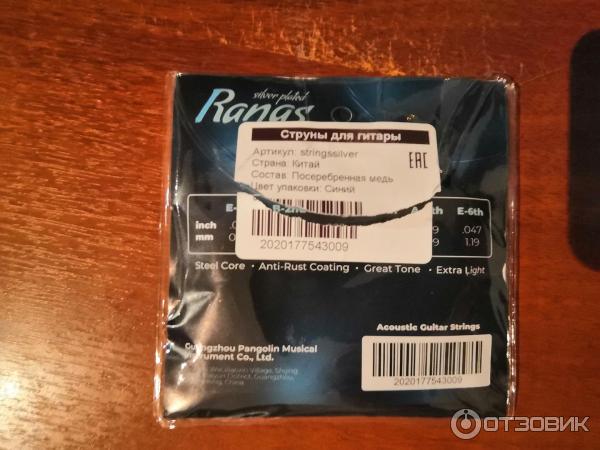 silver plated
Rangs
Струны для гитары
Артикул: stringssilver
Страна: Китай
Состав: Посеребренная медь
Цвет упаковки: Синий
EAC
2020177543009
E-6th
inch .047
mm 1.19
Steel Core • Anti-Rust Coating • Great Tone • Extra Light
Acoustic Guitar Strings
Guangzhou Pangolin Musical
Instrument Co., Ltd.
2020177543009
ОТЗОВИК